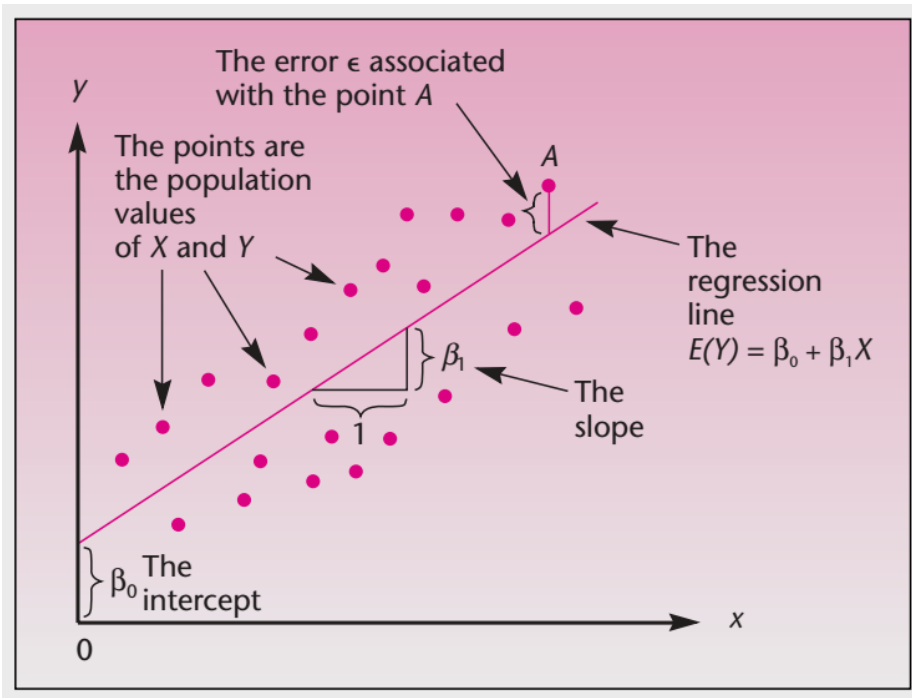 The error ϵ associated
with the point A
y
The points are
the population
values
of X and Y
A
The
regression
line
E(Y) = β₀ + β₁X
β₁
1
The
slope
β₀ The
intercept
x
0